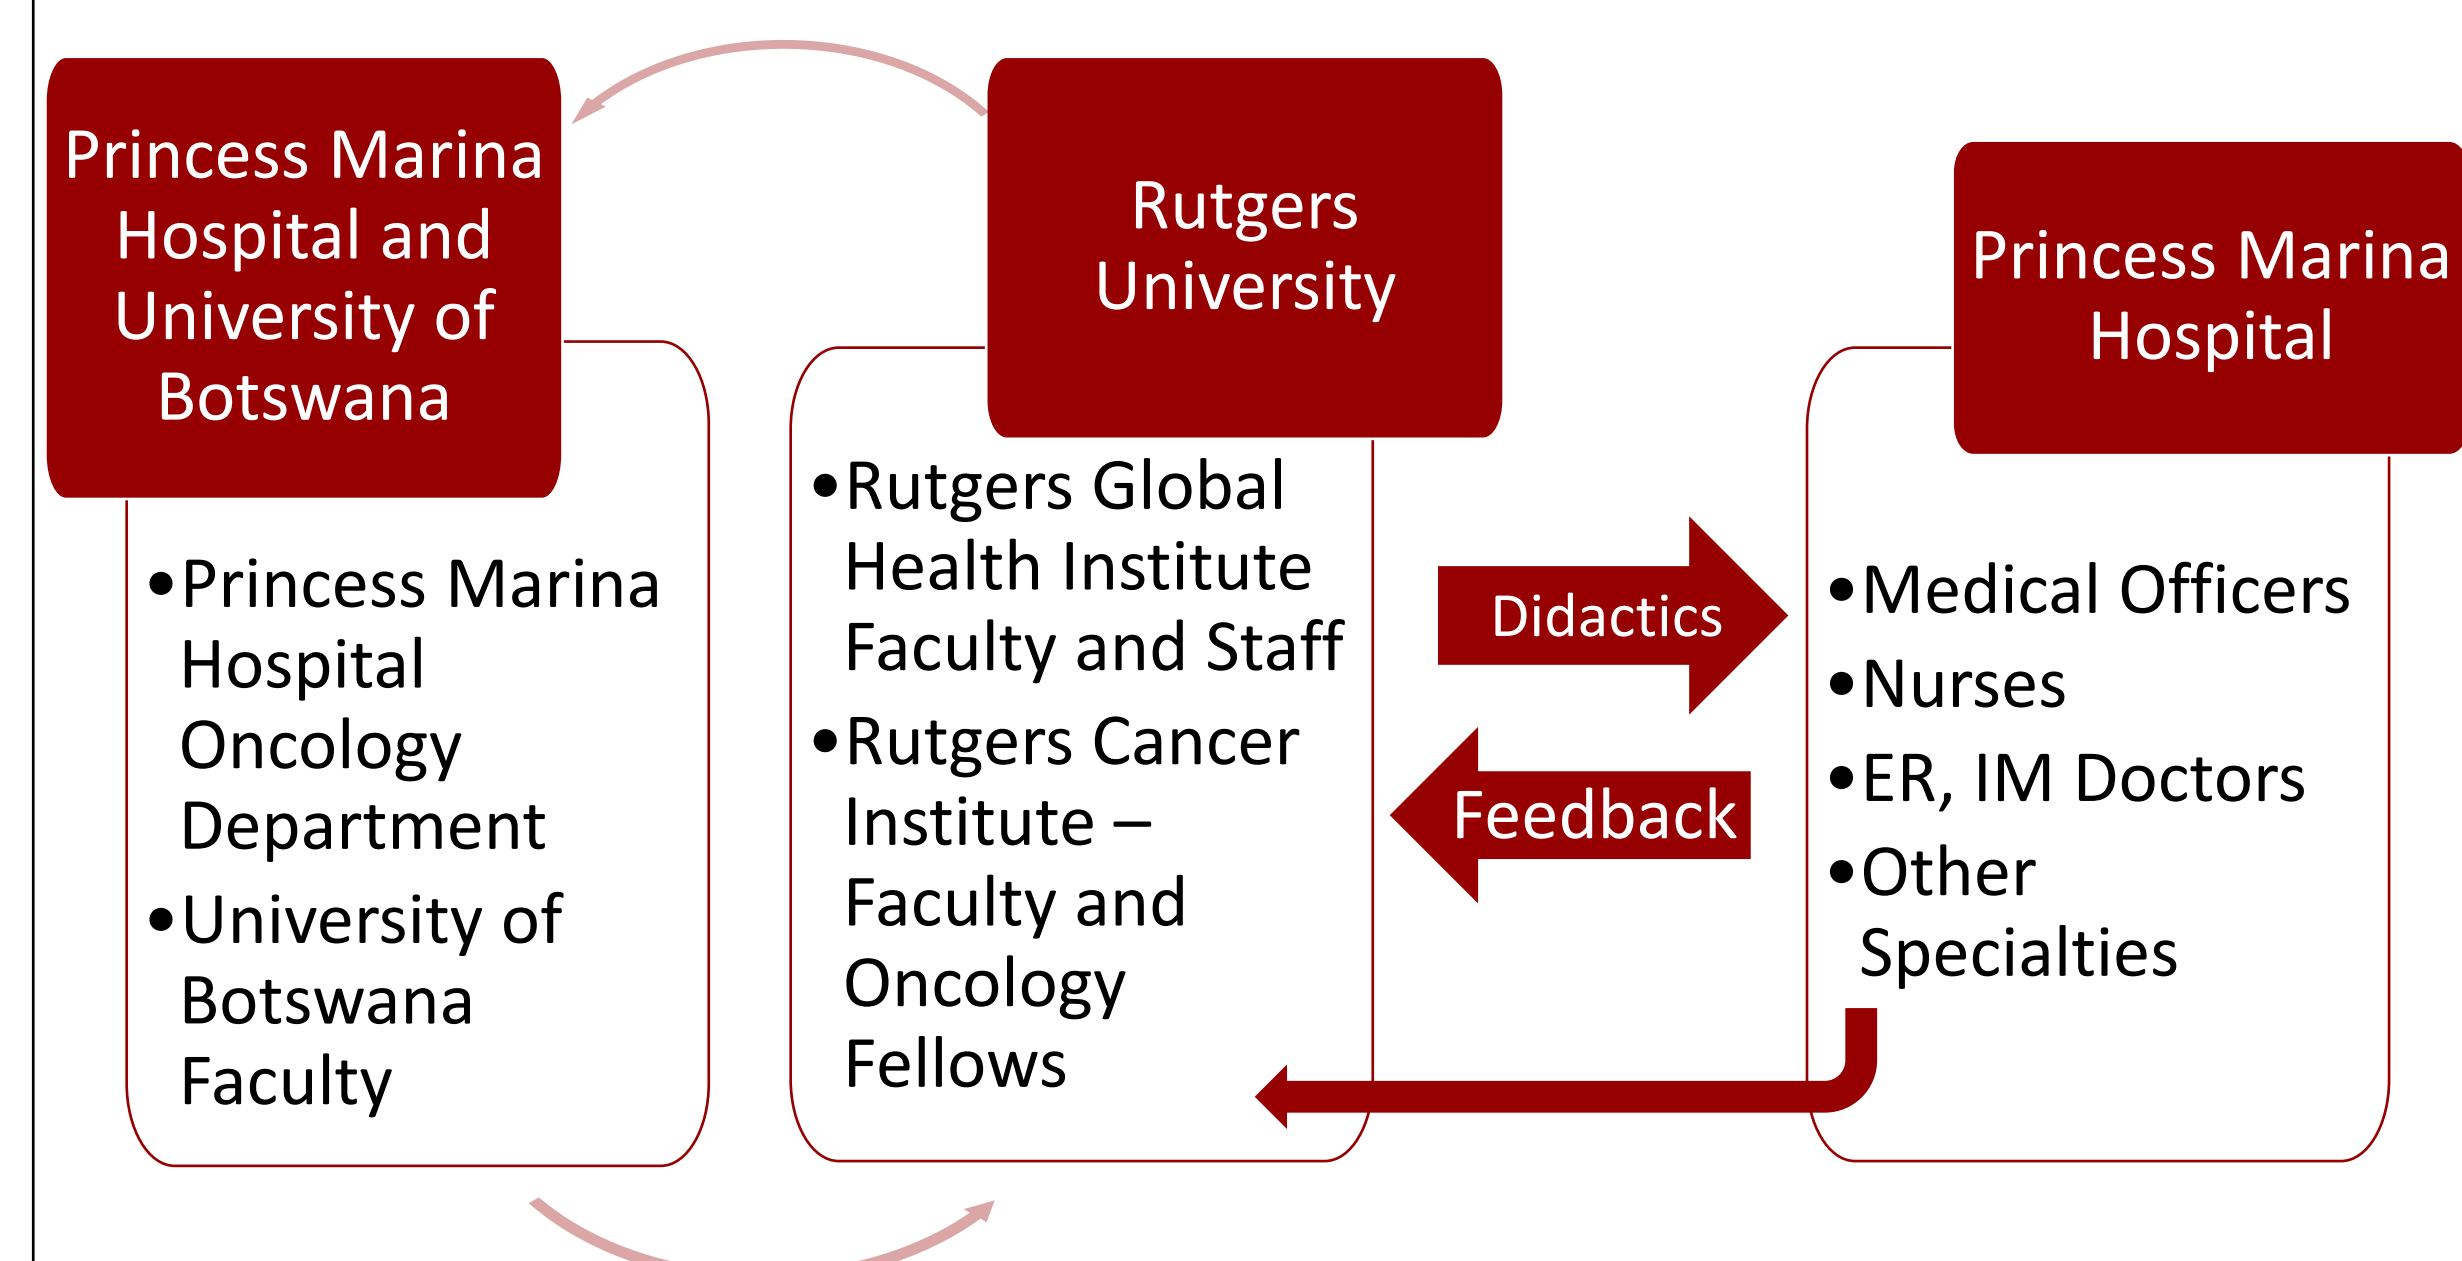 Princess Marina
Hospital and
University of
Botswana
•Princess Marina
Hospital
Oncology
Department
•University of
Botswana
Faculty
Rutgers
University
•Rutgers Global
Health Institute
Faculty and Staff
•Rutgers Cancer
Institute –
Faculty and
Oncology
Fellows
Didactics
Feedback
Princess Marina
Hospital
•Medical Officers
•Nurses
•ER, IM Doctors
•Other
Specialties